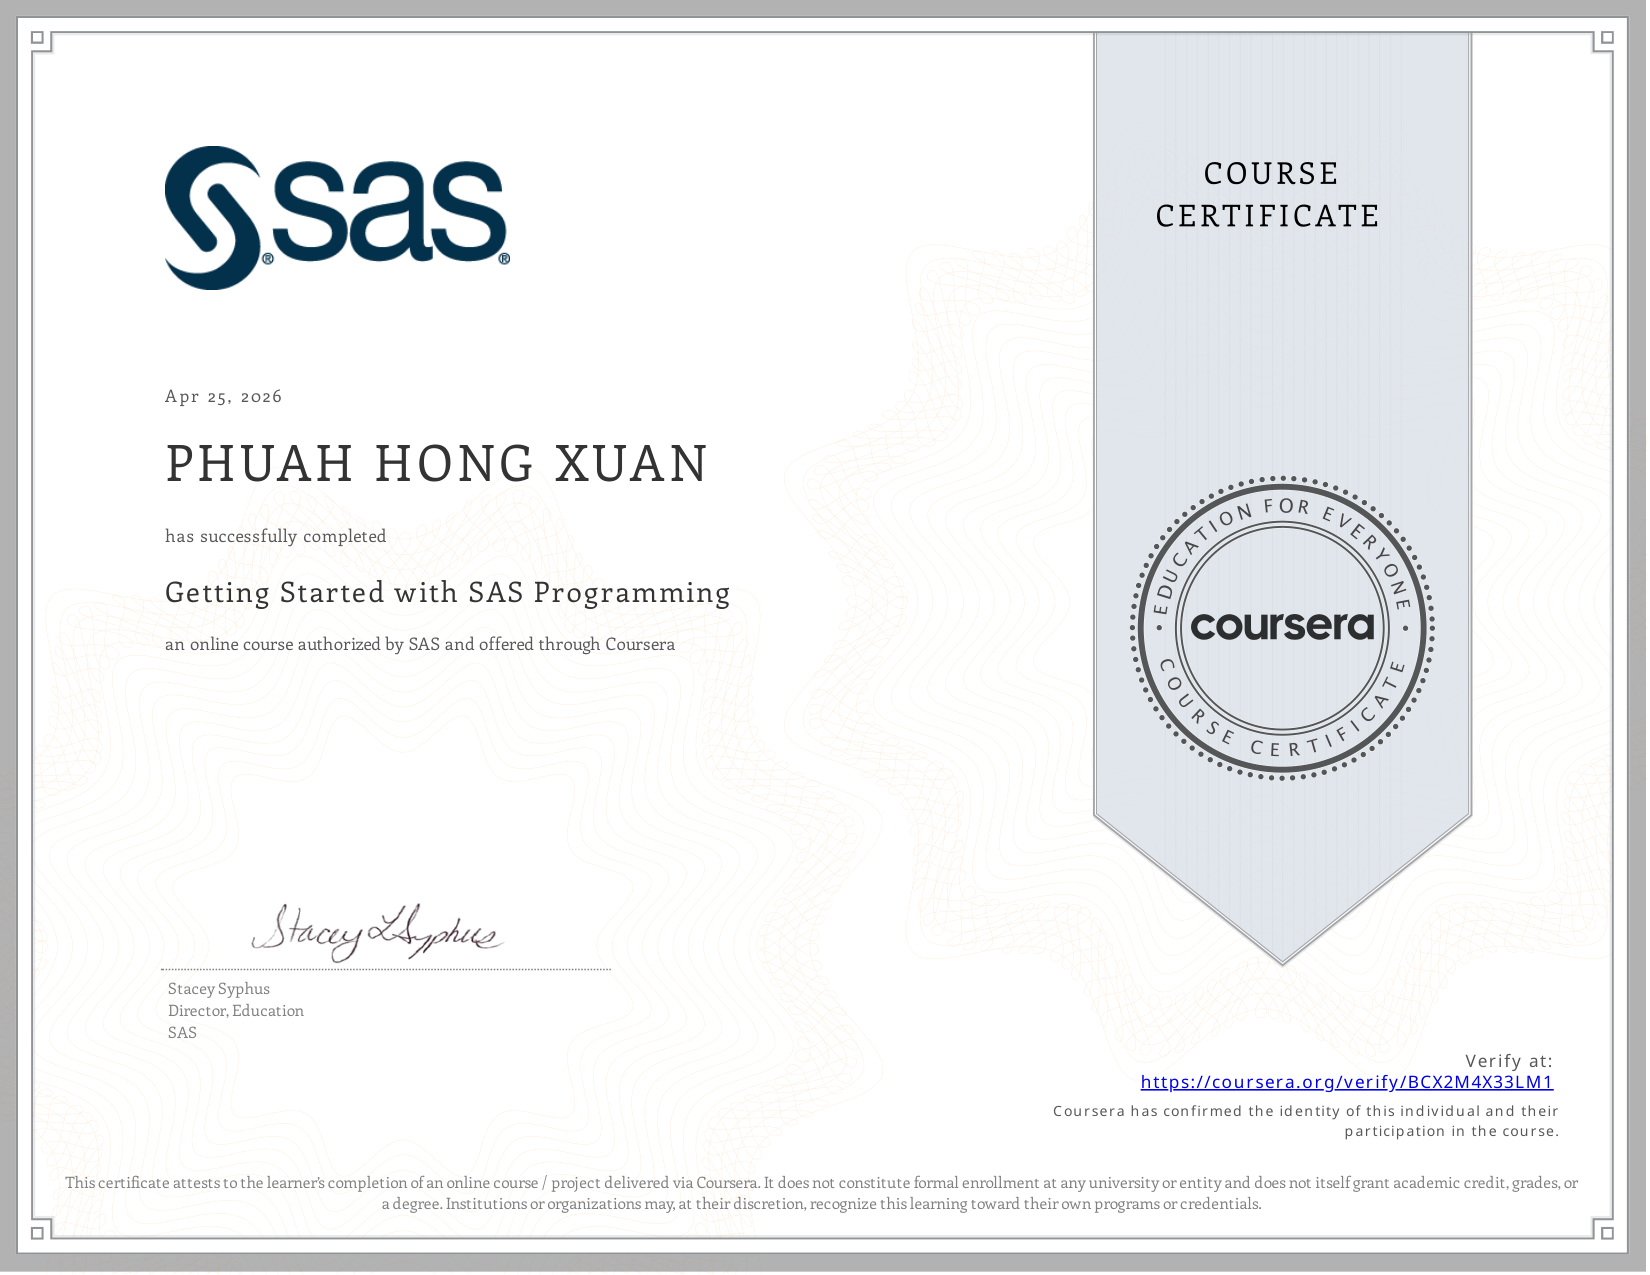 sas
COURSE
CERTIFICATE
Apr 25, 2026
PHUAH HONG XUAN
has successfully completed
Getting Started with SAS Programming
an online course authorized by SAS and offered through Coursera
EDUCATION FOR EVERYONE
coursera
COURSE CERTIFICATE
Stacey L Syphus
Stacey Syphus
Director, Education
SAS
Verify at:
https://coursera.org/verify/BCX2M4X33LM1
Coursera has confirmed the identity of this individual and their
participation in the course.
This certificate attests to the learner's completion of an online course / project delivered via Coursera. It does not constitute formal enrollment at any university or entity and does not itself grant academic credit, grades, or
a degree. Institutions or organizations may, at their discretion, recognize this learning toward their own programs or credentials.